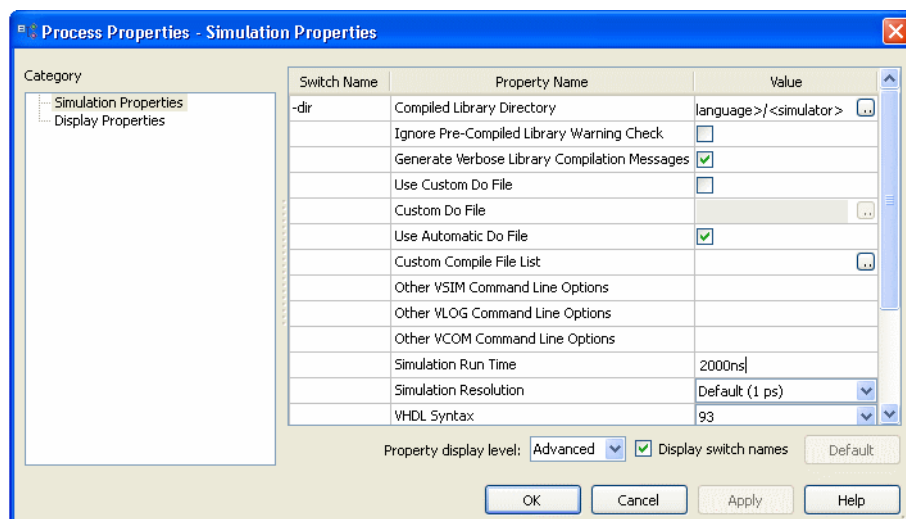 Process Properties - Simulation Properties
Category
Simulation Properties
Display Properties
Switch Name Property Name Value
-dir Compiled Library Directory language>/<simulator> ..
Ignore Pre-Compiled Library Warning Check
Generate Verbose Library Compilation Messages
Use Custom Do File
Custom Do File ..
Use Automatic Do File
Custom Compile File List ..
Other VSIM Command Line Options
Other VLOG Command Line Options
Other VCOM Command Line Options
Simulation Run Time 2000ns
Simulation Resolution Default (1 ps)
VHDL Syntax 93
Property display level: Advanced Display switch names Default
OK Cancel Apply Help